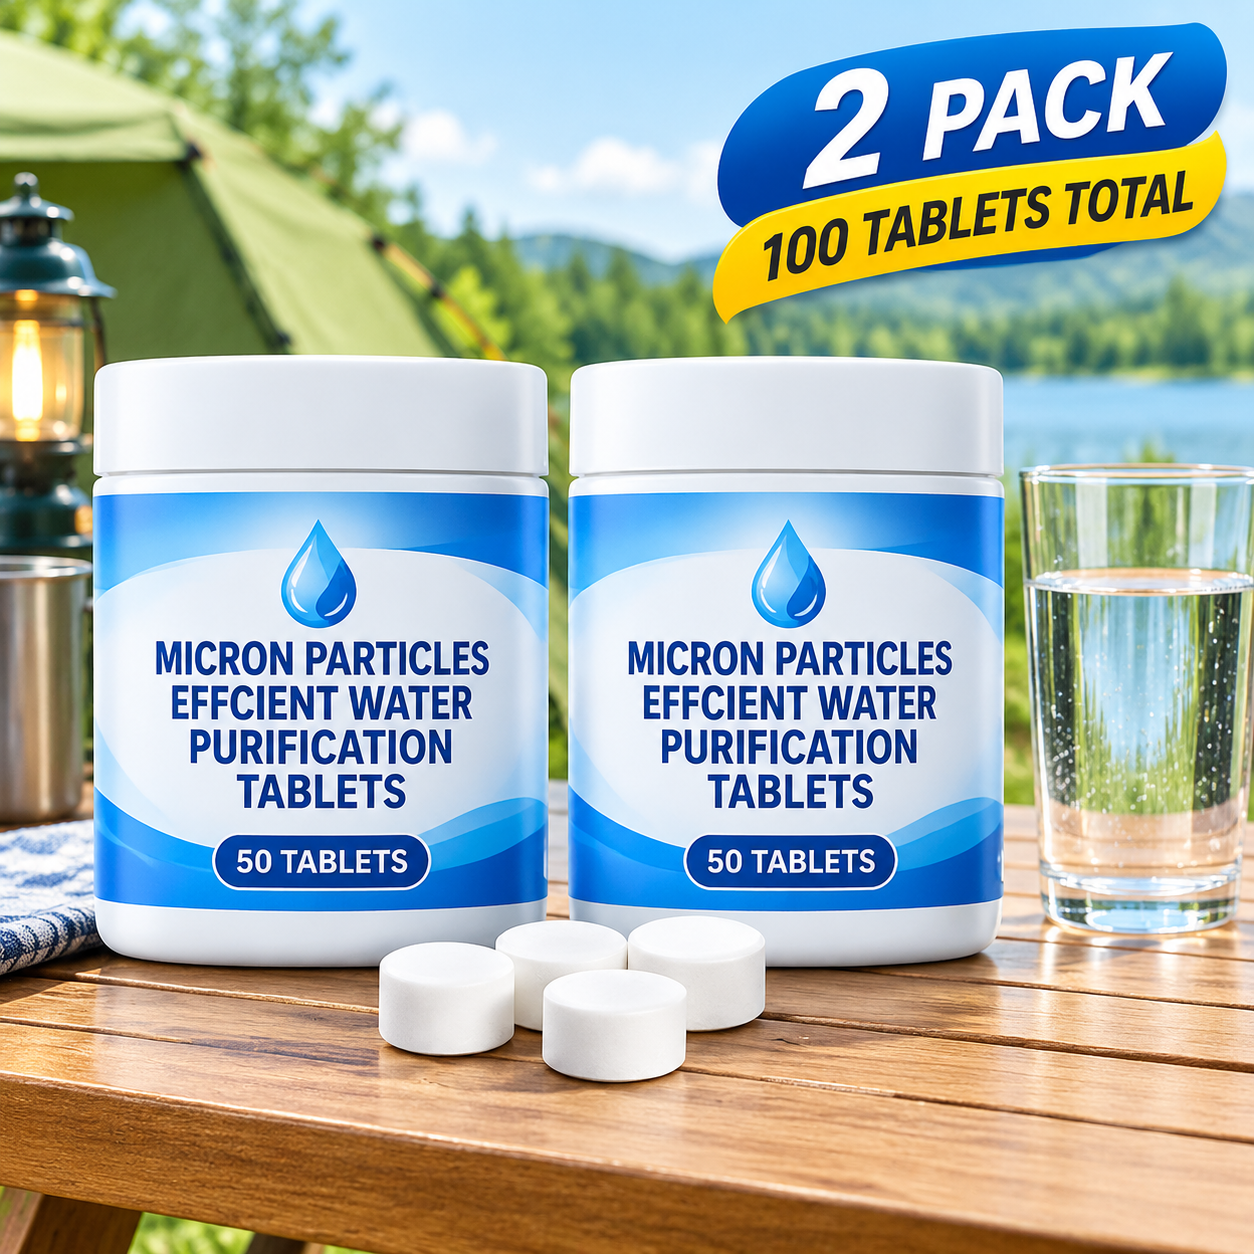 2 PACK
100 TABLETS TOTAL
MICRON PARTICLES
EFFCIENT WATER
PURIFICATION
TABLETS
50 TABLETS
MICRON PARTICLES
EFFCIENT WATER
PURIFICATION
TABLETS
50 TABLETS